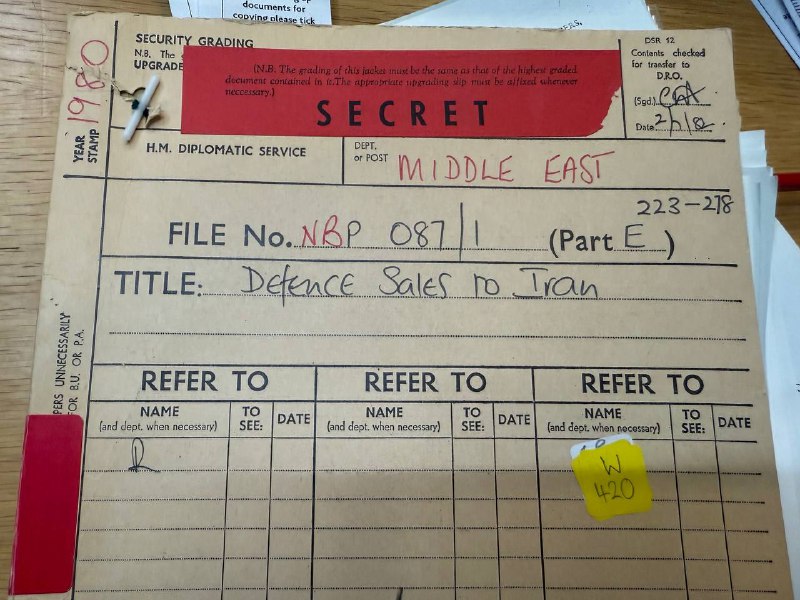 documents for
copying please tick
SECURITY GRADING
N.B. The
UPGRADE
(N.B. The grading of this jacket must be the same as that of the highest graded
document contained in it. The appropriate upgrading slip must be affixed whenever
neccessary.)
SECRET
DSR 12
Contents checked
for transfer to
D.R.O.
(Sgd.)
Date 2/1/82
YEAR STAMP 1980
H.M. DIPLOMATIC SERVICE
DEPT. or POST MIDDLE EAST
223-278
FILE No. NBP 087/1 (Part E)
TITLE: Defence Sales to Iran
PERS UNNECESSARILY
FOR B.U. OR P.A.
REFER TO REFER TO REFER TO
NAME (and dept. when necessary) TO SEE: DATE NAME (and dept. when necessary) TO SEE: DATE NAME (and dept. when necessary) TO SEE: DATE
W
420